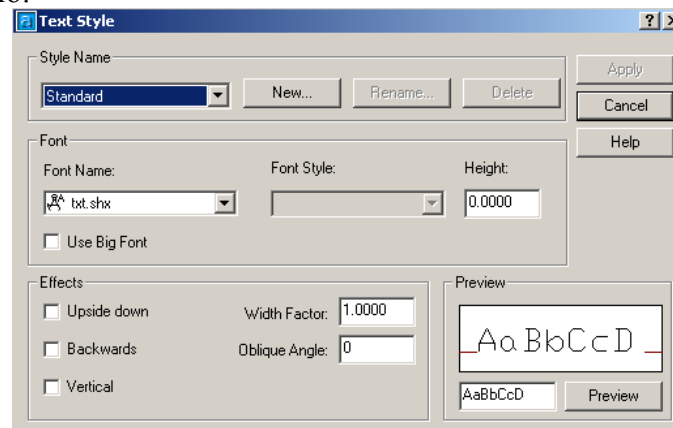 Text Style
Style Name
Standard
New...
Rename...
Delete
Apply
Cancel
Help
Font
Font Name:
Font Style:
Height:
txt.shx
0.0000
Use Big Font
Effects
Upside down
Width Factor:
1.0000
Backwards
Oblique Angle:
0
Vertical
Preview
AaBbCcD
AaBbCcD
Preview